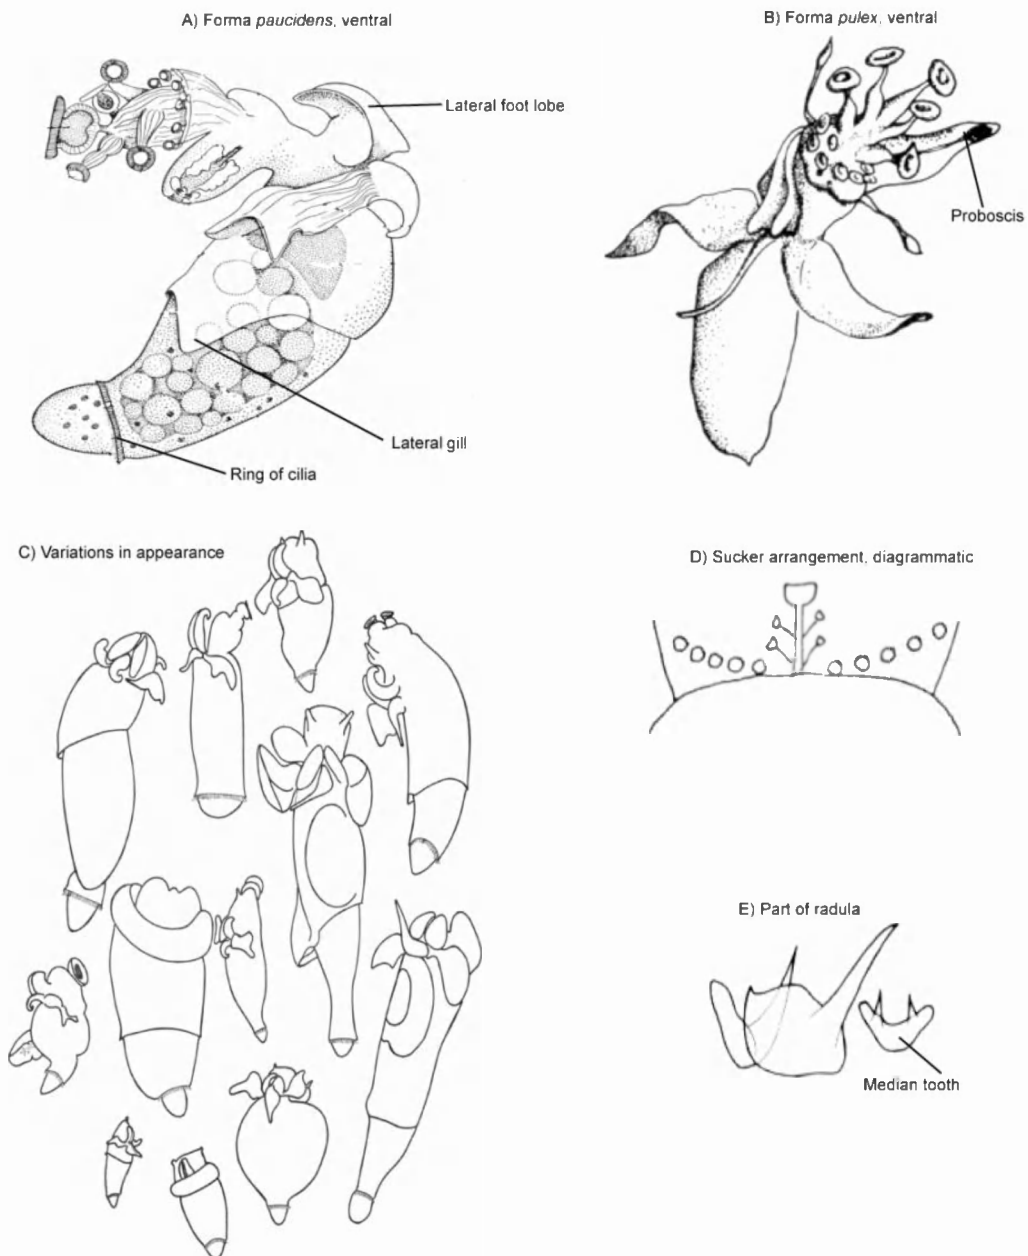 A) Forma paucidens, ventral
Lateral foot lobe
Lateral gill
Ring of cilia
B) Forma pulex, ventral
Proboscis
C) Variations in appearance
D) Sucker arrangement, diagrammatic
E) Part of radula
Median tooth